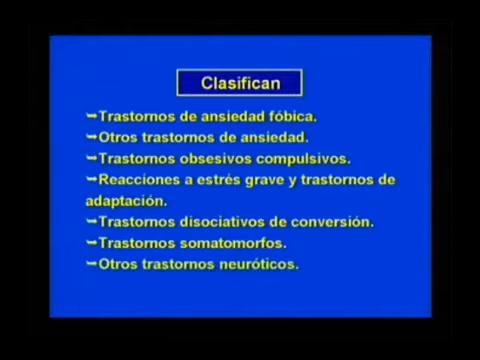 Clasifican
➥Trastornos de ansiedad fóbica.
➥Otros trastornos de ansiedad.
➥Trastornos obsesivos compulsivos.
➥Reacciones a estrés grave y trastornos de
adaptación.
➥Trastornos disociativos de conversión.
➥Trastornos somatomorfos.
➥Otros trastornos neuróticos.